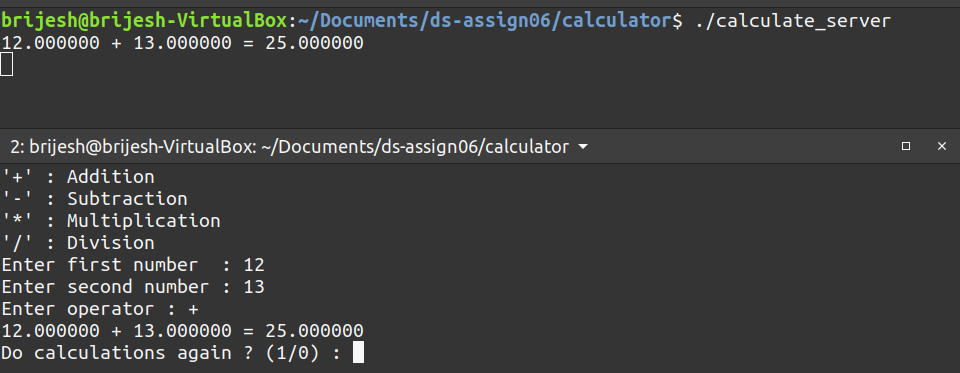 brijesh@brijesh-VirtualBox:~/Documents/ds-assign06/calculator$ ./calculate_server
12.000000 + 13.000000 = 25.000000
2: brijesh@brijesh-VirtualBox: ~/Documents/ds-assign06/calculator
'+' : Addition
'-' : Subtraction
'*' : Multiplication
'/' : Division
Enter first number  : 12
Enter second number : 13
Enter operator : +
12.000000 + 13.000000 = 25.000000
Do calculations again ? (1/0) :